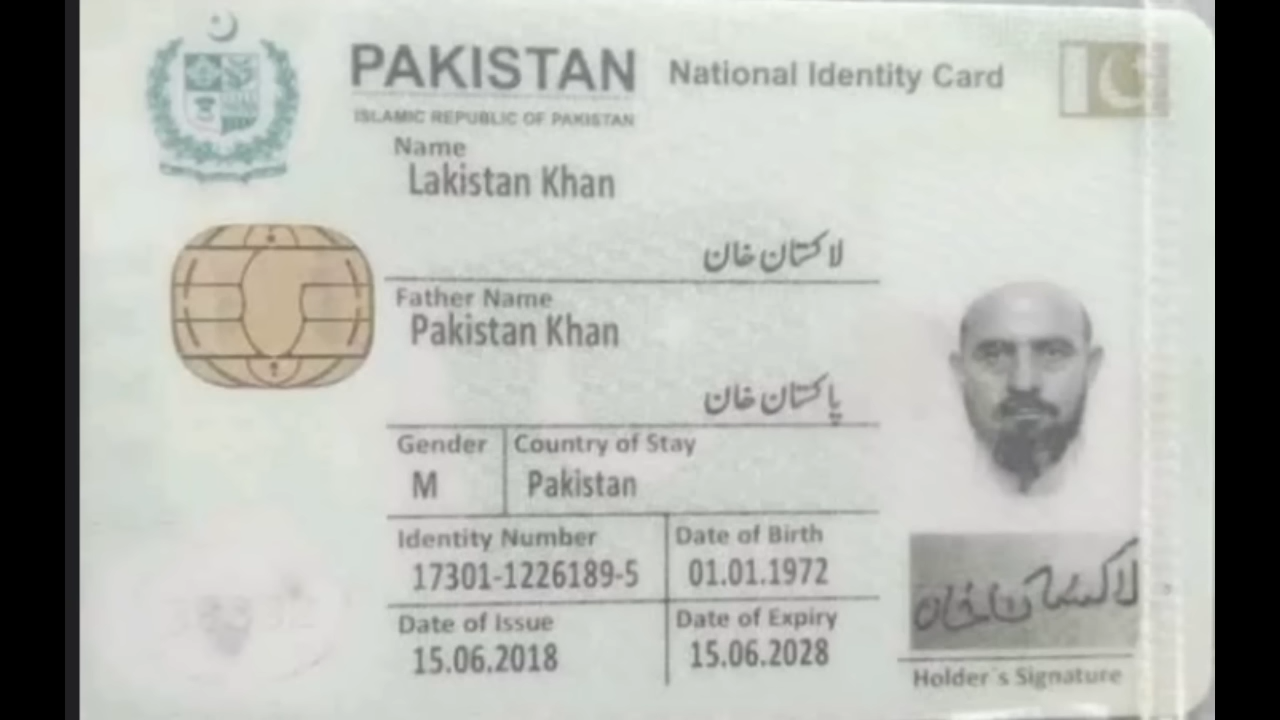 PAKISTAN National Identity Card
ISLAMIC REPUBLIC OF PAKISTAN
Name
Lakistan Khan
لاکستان خان
Father Name
Pakistan Khan
پاکستان خان
Gender Country of Stay
M Pakistan
Identity Number Date of Birth
17301-1226189-5 01.01.1972
Date of Issue Date of Expiry
15.06.2018 15.06.2028
لاکستان خان
Holder's Signature